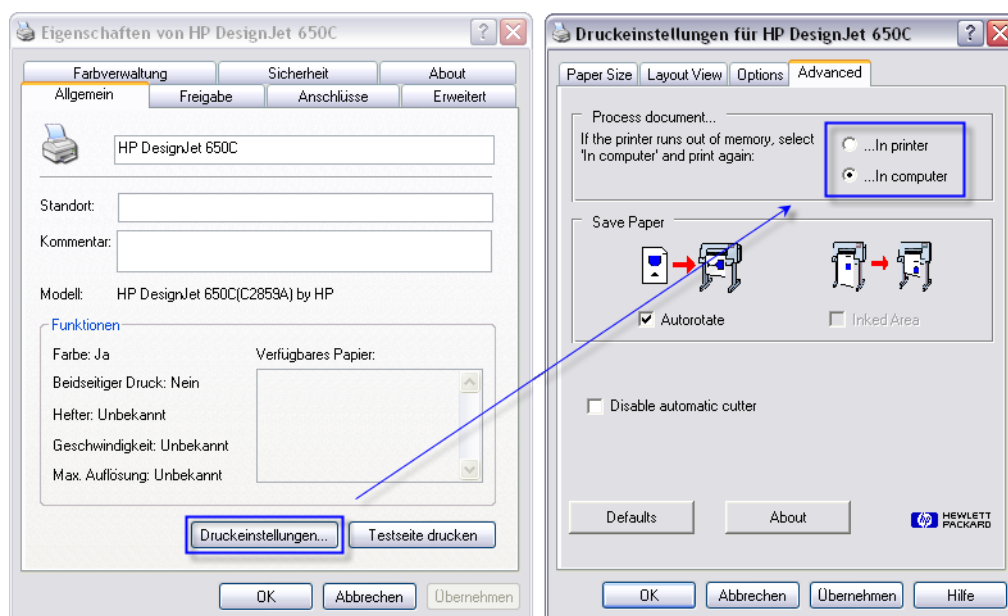 Eigenschaften von HP DesignJet 650C
Farbverwaltung Sicherheit About
Allgemein Freigabe Anschlüsse Erweitert
HP DesignJet 650C
Standort:
Kommentar:
Modell: HP DesignJet 650C(C2859A) by HP
Funktionen
Farbe: Ja Verfügbares Papier:
Beidseitiger Druck: Nein
Hefter: Unbekannt
Geschwindigkeit: Unbekannt
Max. Auflösung: Unbekannt
Druckeinstellungen... Testseite drucken
OK Abbrechen Übernehmen
Druckeinstellungen für HP DesignJet 650C
Paper Size Layout View Options Advanced
Process document...
If the printer runs out of memory, select
'In computer' and print again:
...In printer
...In computer
Save Paper
Autorotate Inked Area
Disable automatic cutter
Defaults About
hp HEWLETT
PACKARD
OK Abbrechen Übernehmen Hilfe